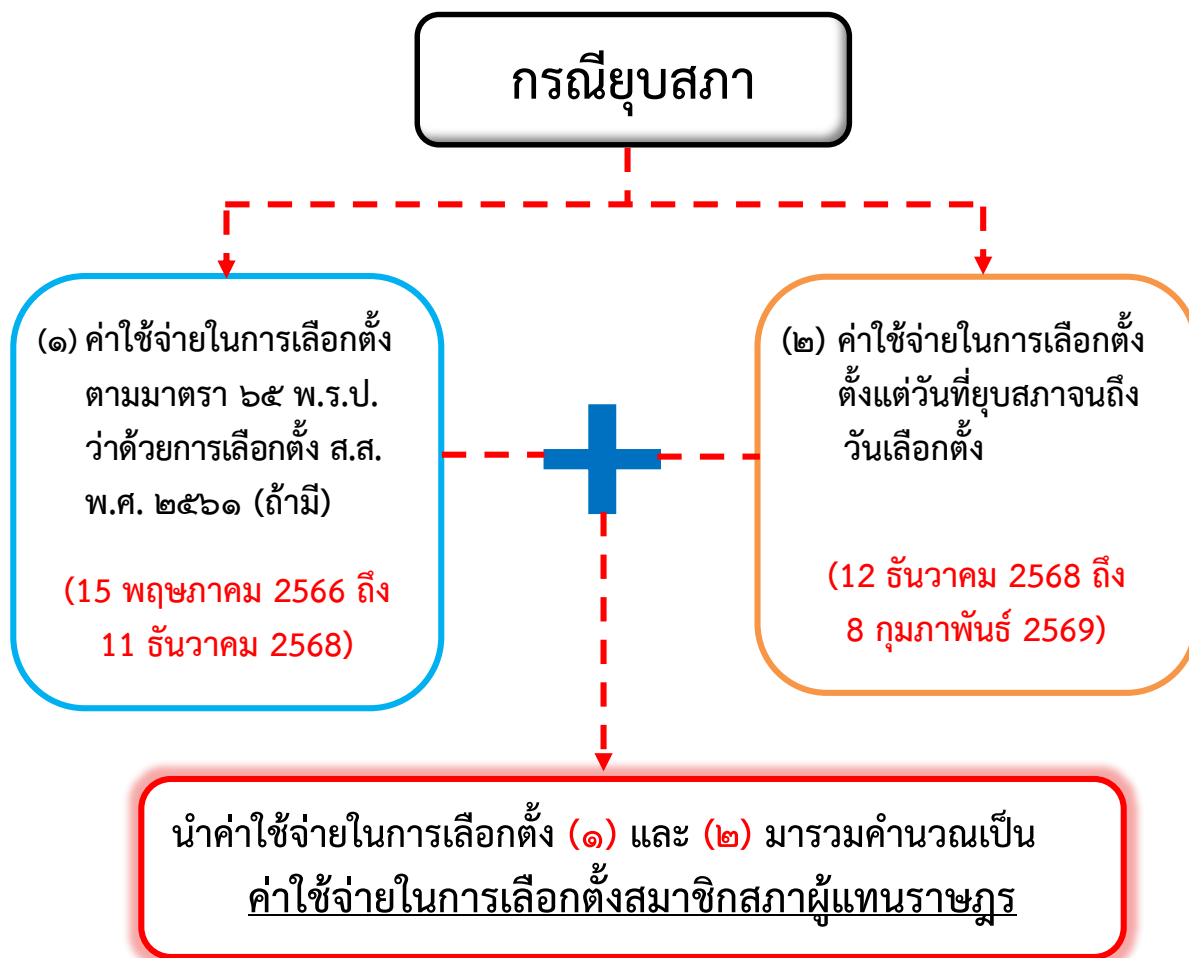 กรณียุบสภา
(๑) ค่าใช้จ่ายในการเลือกตั้ง
ตามมาตรา ๖๕ พ.ร.ป.
ว่าด้วยการเลือกตั้ง ส.ส.
พ.ศ. ๒๕๖๑ (ถ้ามี)
(15 พฤษภาคม 2566 ถึง
11 ธันวาคม 2568)
(๒) ค่าใช้จ่ายในการเลือกตั้ง
ตั้งแต่วันที่ยุบสภาจนถึง
วันเลือกตั้ง
(12 ธันวาคม 2568 ถึง
8 กุมภาพันธ์ 2569)
นำค่าใช้จ่ายในการเลือกตั้ง (๑) และ (๒) มารวมคำนวณเป็น
ค่าใช้จ่ายในการเลือกตั้งสมาชิกสภาผู้แทนราษฎร